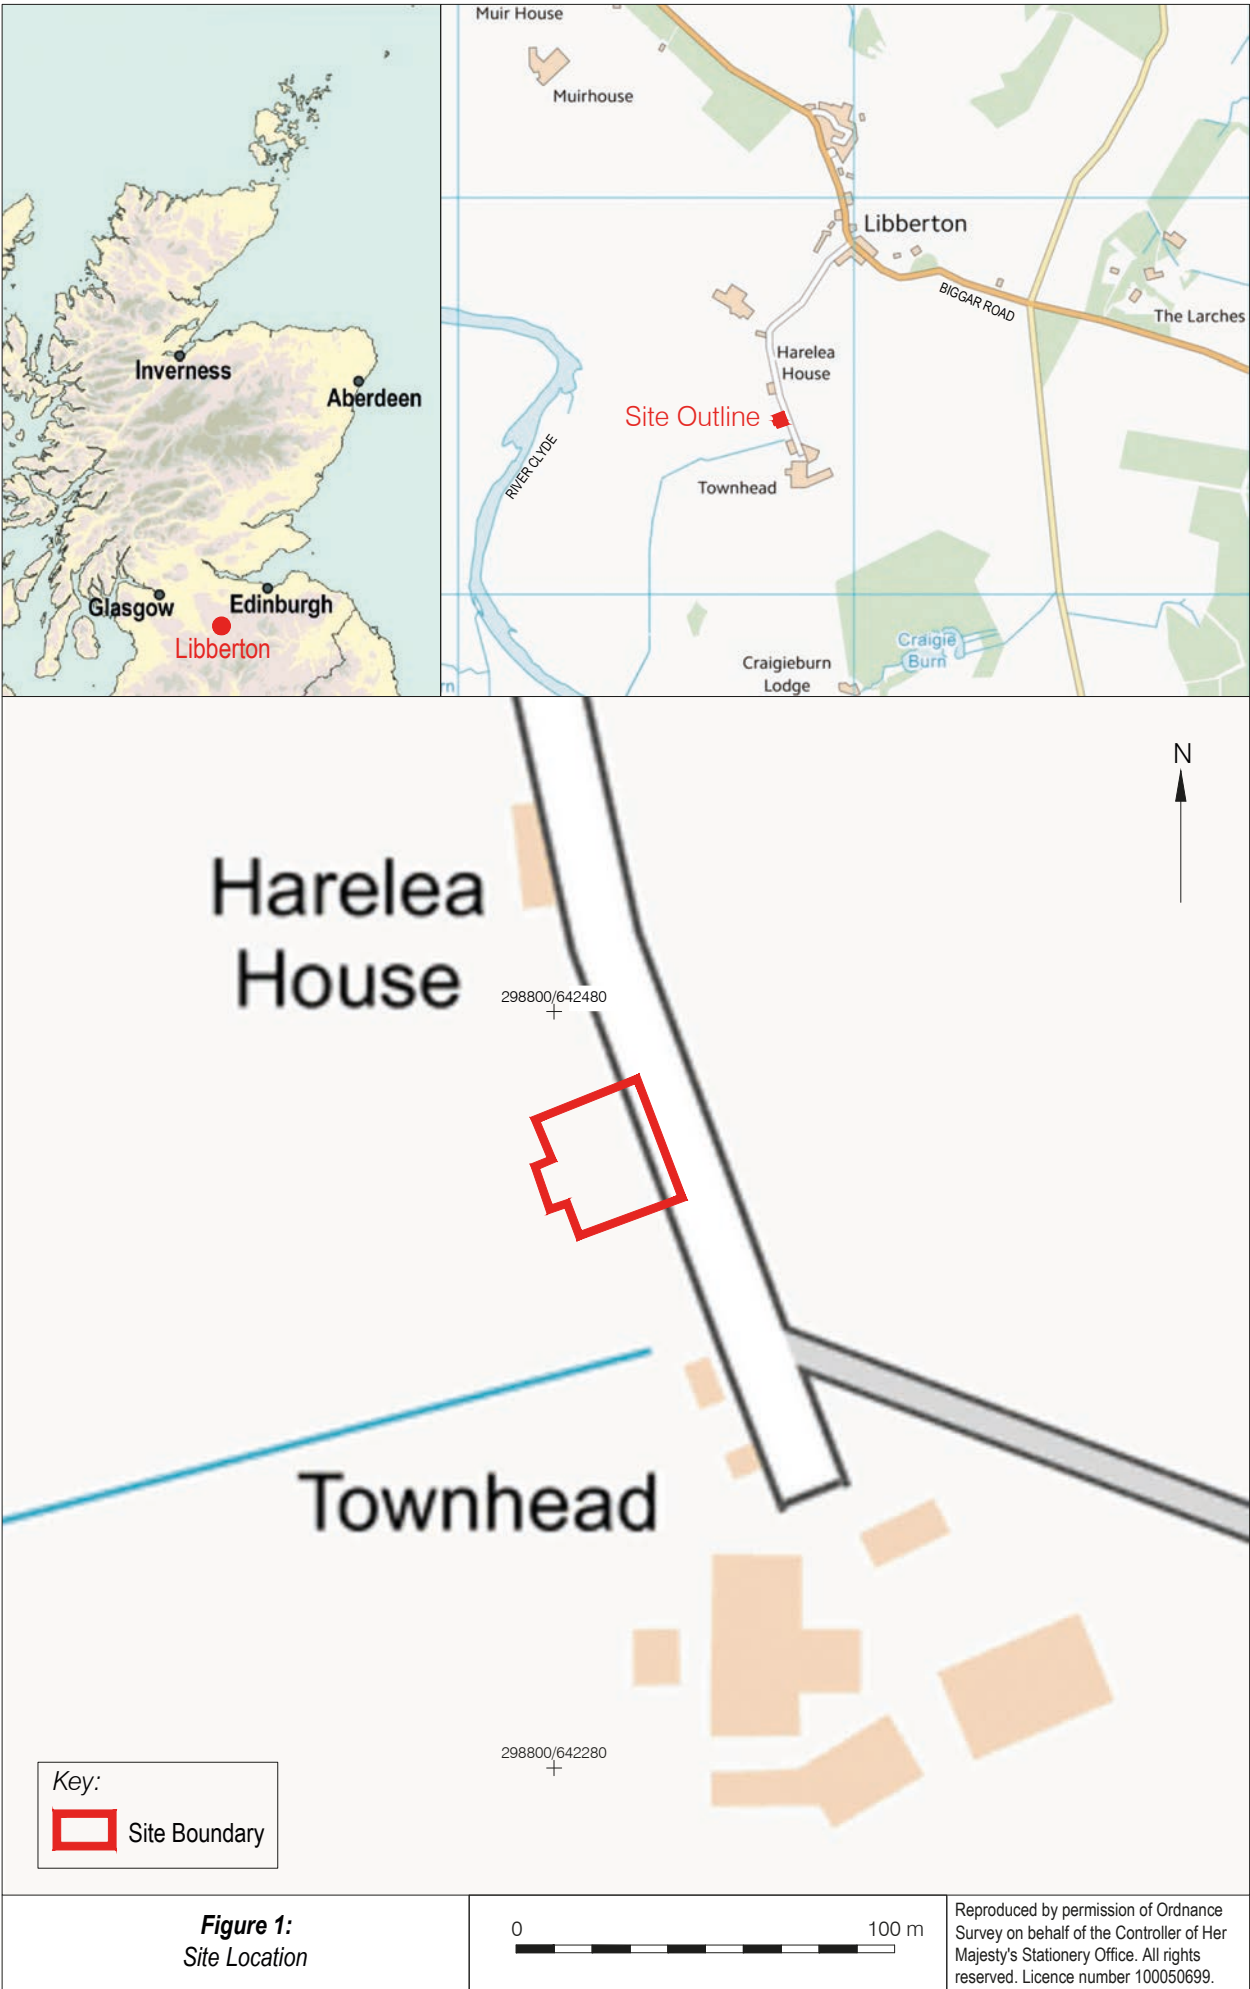 Inverness
Aberdeen
Glasgow
Edinburgh
Libberton
Muir House
Muirhouse
Libberton
BIGGAR ROAD
The Larches
Harelea
House
Site Outline
RIVER CLYDE
Townhead
Craigie
Burn
Craigieburn
Lodge
rn
N
Harelea
House
298800/642480
Townhead
298800/642280
Key:
Site Boundary
Figure 1:
Site Location
0
100 m
Reproduced by permission of Ordnance
Survey on behalf of the Controller of Her
Majesty's Stationery Office. All rights
reserved. Licence number 100050699.